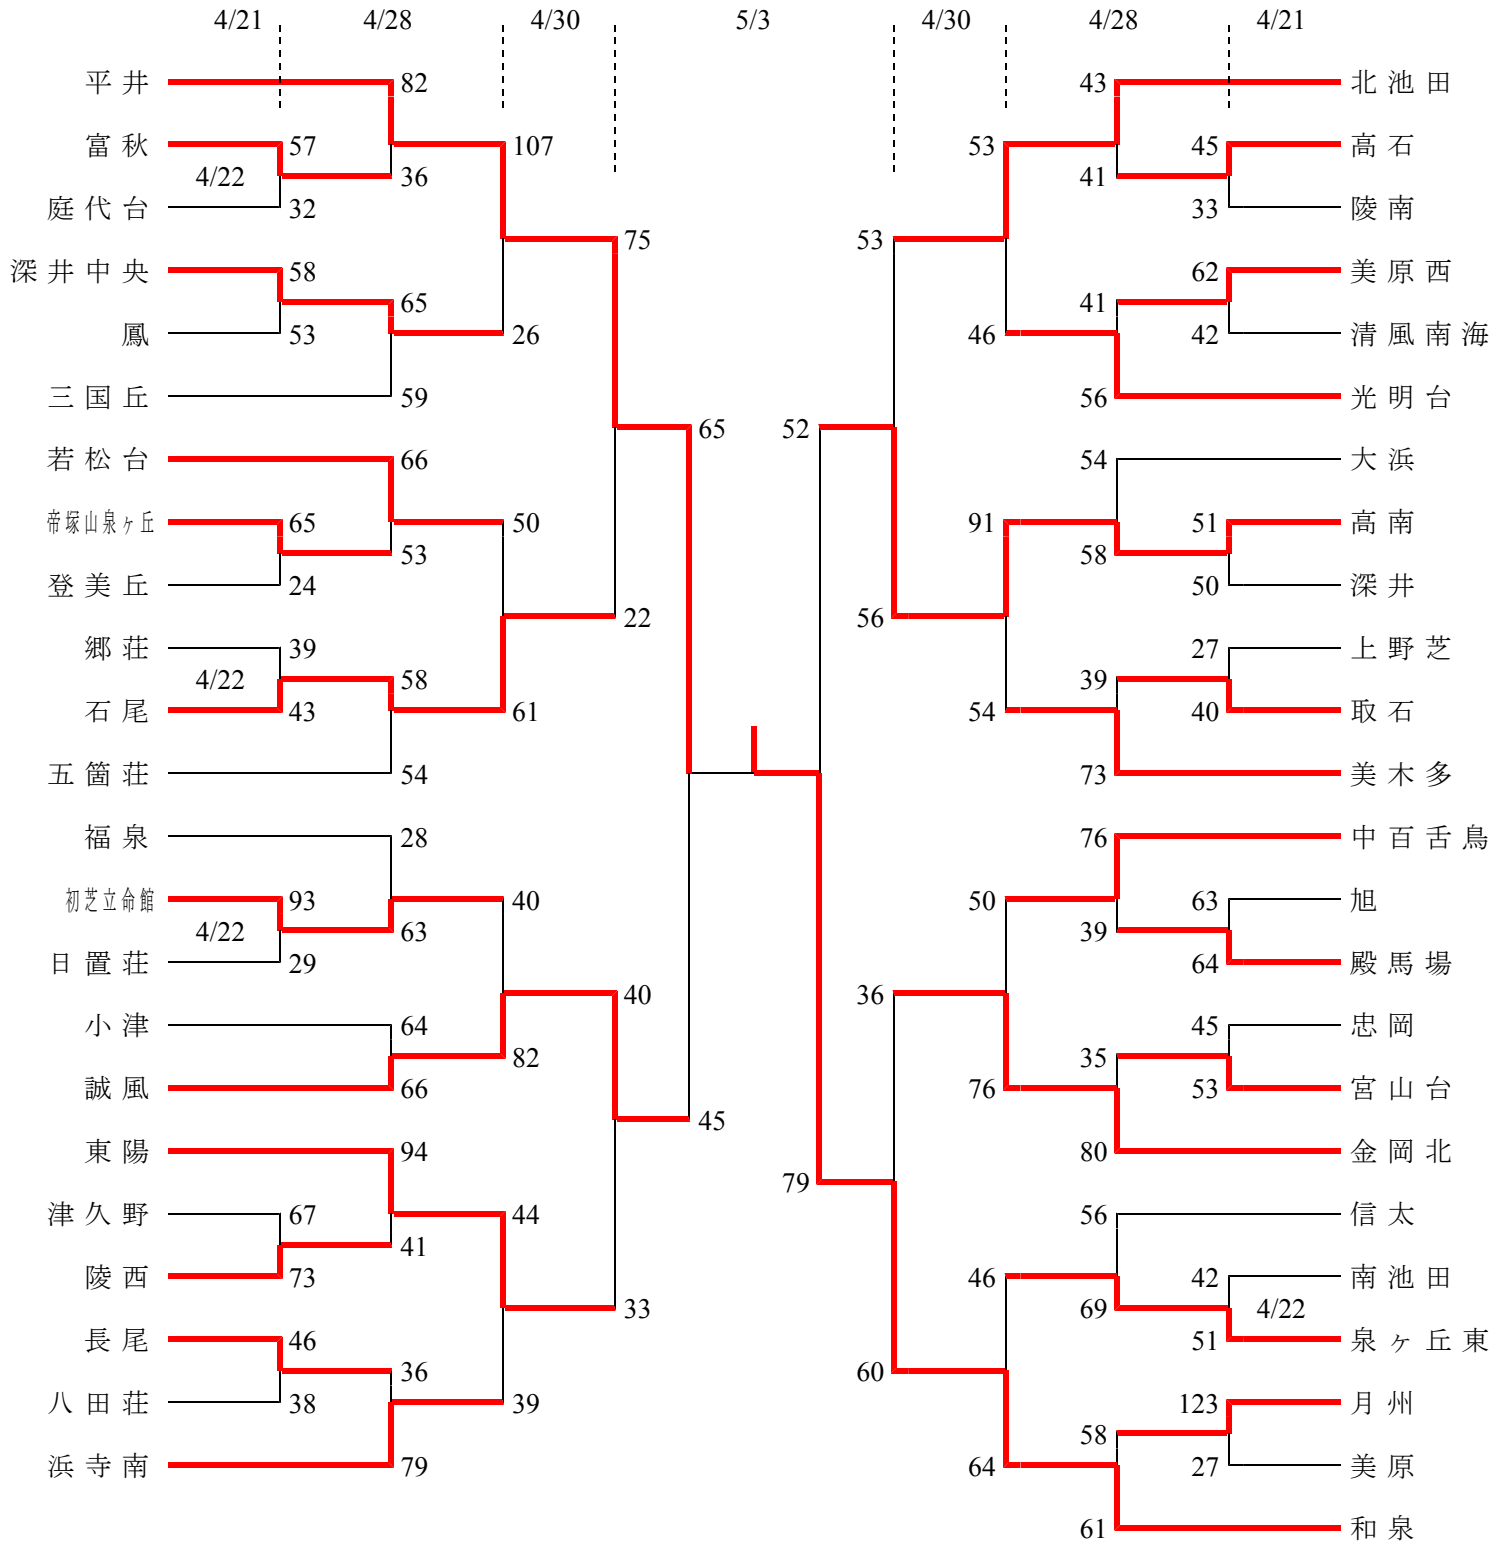 4/21 4/28 4/30 5/3 4/30 4/28 4/21
平井 82 43 北池田
富秋 57 107 53 45 高石
4/22 36 41
庭代台 32 33 陵南
75 53
深井中央 58 62 美原西
65 41
鳳 53 26 46 42 清風南海
三国丘 59 56 光明台
65 52
若松台 66 54 大浜
帝塚山泉ヶ丘 65 50 91 51 高南
53 58
登美丘 24 50 深井
22 56
郷荘 39 27 上野芝
4/22 58 39
石尾 43 61 54 40 取石
五箇荘 54 73 美木多
福泉 28 76 中百舌鳥
初芝立命館 93 40 50 63 旭
4/22 63 39
日置荘 29 64 殿馬場
40 36
小津 64 45 忠岡
82 35
誠風 66 76 53 宮山台
45
東陽 94 80 金岡北
79
津久野 67 44 56 信太
41
陵西 73 46 42 南池田
33 69 4/22
長尾 46 51 泉ヶ丘東
36 60
八田荘 38 39 123 月州
58
浜寺南 79 64 27 美原
61 和泉